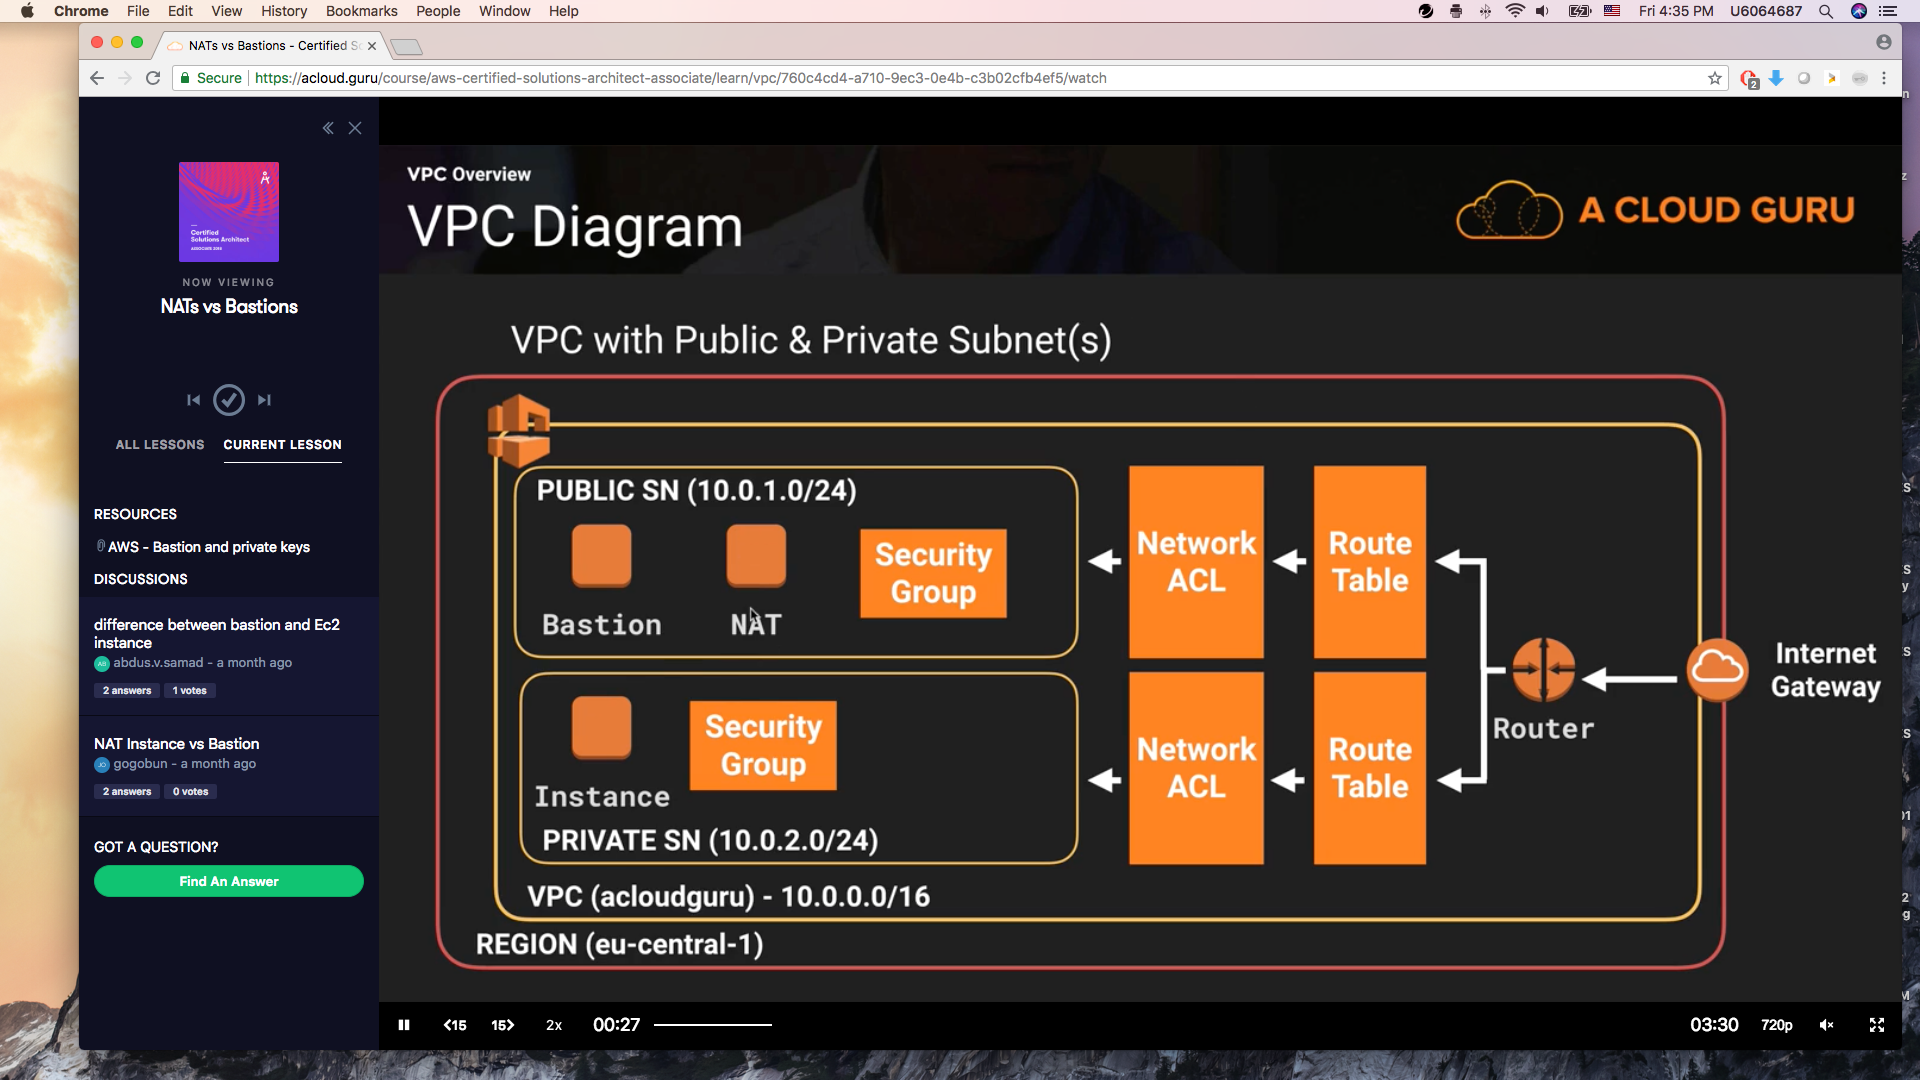 Chrome File Edit View History Bookmarks People Window Help
Fri 4:35 PM U6064687
NATs vs Bastions - Certified S
Secure https://acloud.guru/course/aws-certified-solutions-architect-associate/learn/vpc/760c4cd4-a710-9ec3-0e4b-c3b02cfb4ef5/watch
2
Certified
Solutions Architect
ASSOCIATE 2018
NOW VIEWING
NATs vs Bastions
ALL LESSONS CURRENT LESSON
RESOURCES
AWS - Bastion and private keys
DISCUSSIONS
difference between bastion and Ec2
instance
AB abdus.v.samad - a month ago
2 answers 1 votes
NAT Instance vs Bastion
JO gogobun - a month ago
2 answers 0 votes
GOT A QUESTION?
Find An Answer
VPC Overview
VPC Diagram
A CLOUD GURU
VPC with Public & Private Subnet(s)
PUBLIC SN (10.0.1.0/24)
Bastion
NAT
Security
Group
Network
ACL
Route
Table
Instance
Security
Group
PRIVATE SN (10.0.2.0/24)
Network
ACL
Route
Table
Router
Internet
Gateway
VPC (acloudguru) - 10.0.0.0/16
REGION (eu-central-1)
<15 15> 2x 00:27 03:30 720p